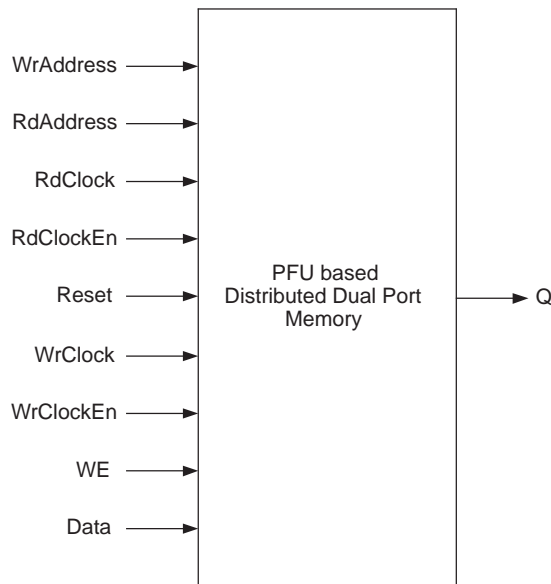 WrAddress
RdAddress
RdClock
RdClockEn
Reset
WrClock
WrClockEn
WE
Data
PFU based
Distributed Dual Port
Memory
Q